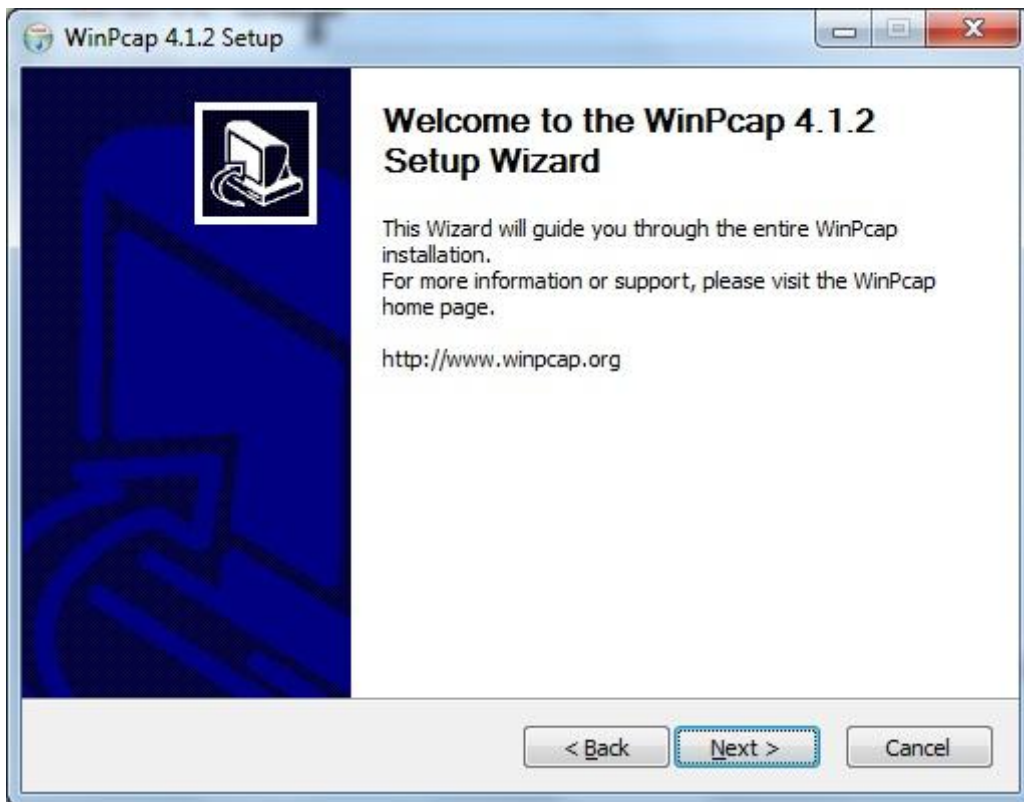 WinPcap 4.1.2 Setup
Welcome to the WinPcap 4.1.2
Setup Wizard
This Wizard will guide you through the entire WinPcap
installation.
For more information or support, please visit the WinPcap
home page.
http://www.winpcap.org
< Back
Next >
Cancel